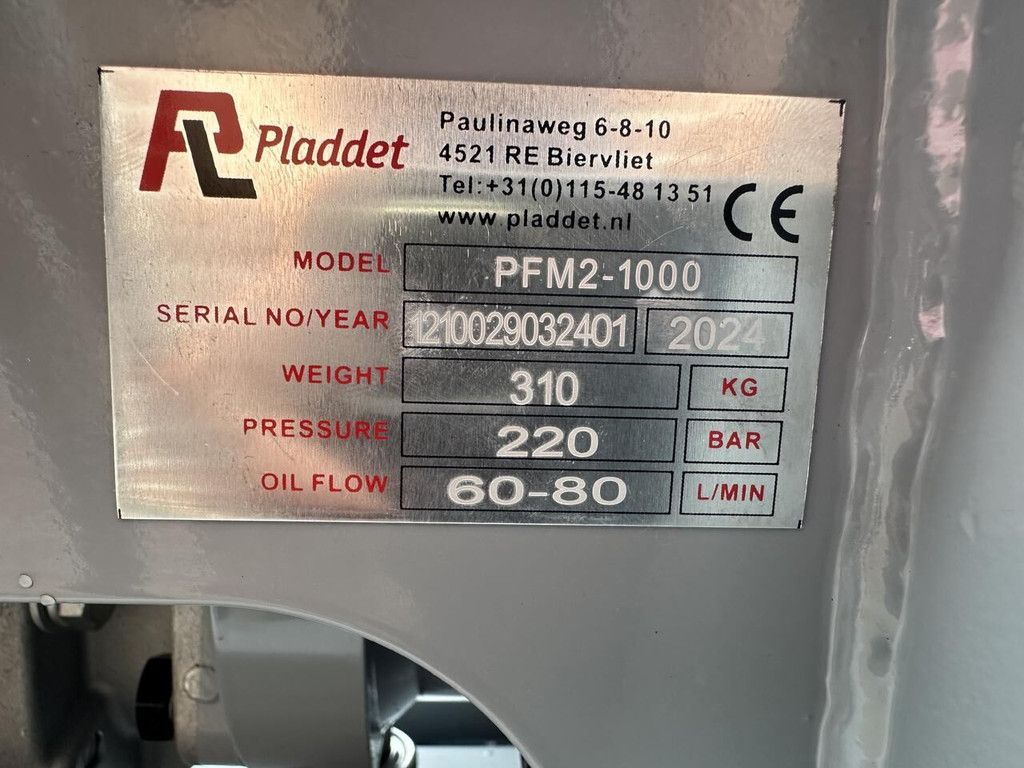 PL Pladdet
Paulinaweg 6-8-10
4521 RE Biervliet
Tel:+31(0)115-48 13 51
www.pladdet.nl
CE
MODEL PFM2-1000
SERIAL NO/YEAR 1210029032401 2024
WEIGHT 310 KG
PRESSURE 220 BAR
OIL FLOW 60-80 L/MIN